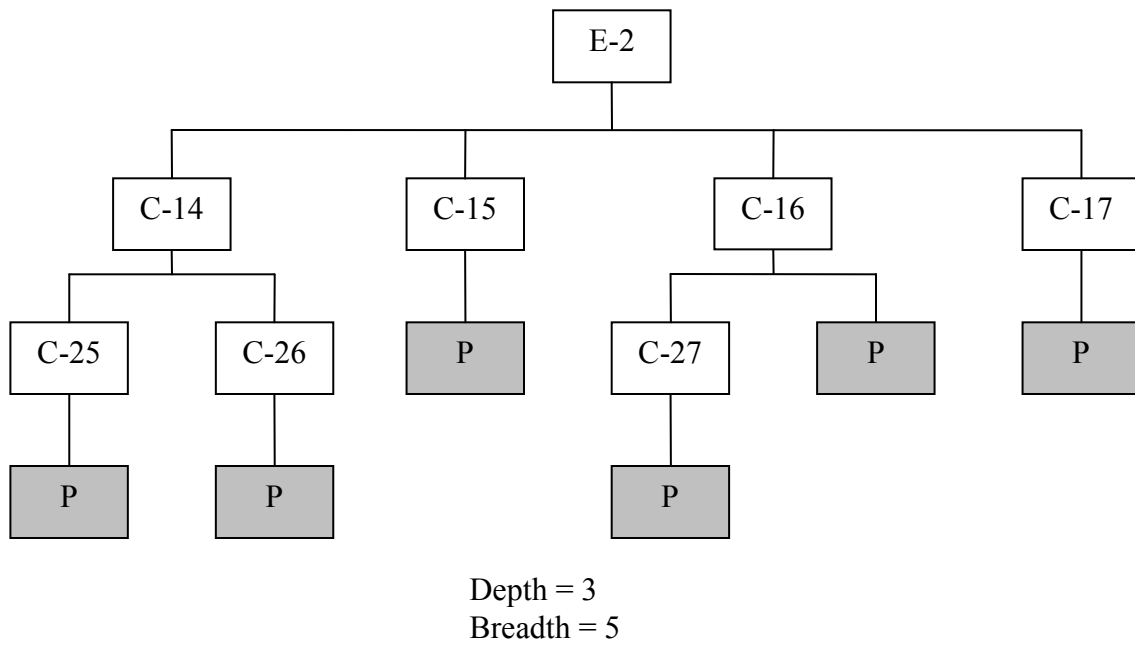 E-2
C-14 C-15 C-16 C-17
C-25 C-26 P C-27 P P
P P P
Depth = 3
Breadth = 5